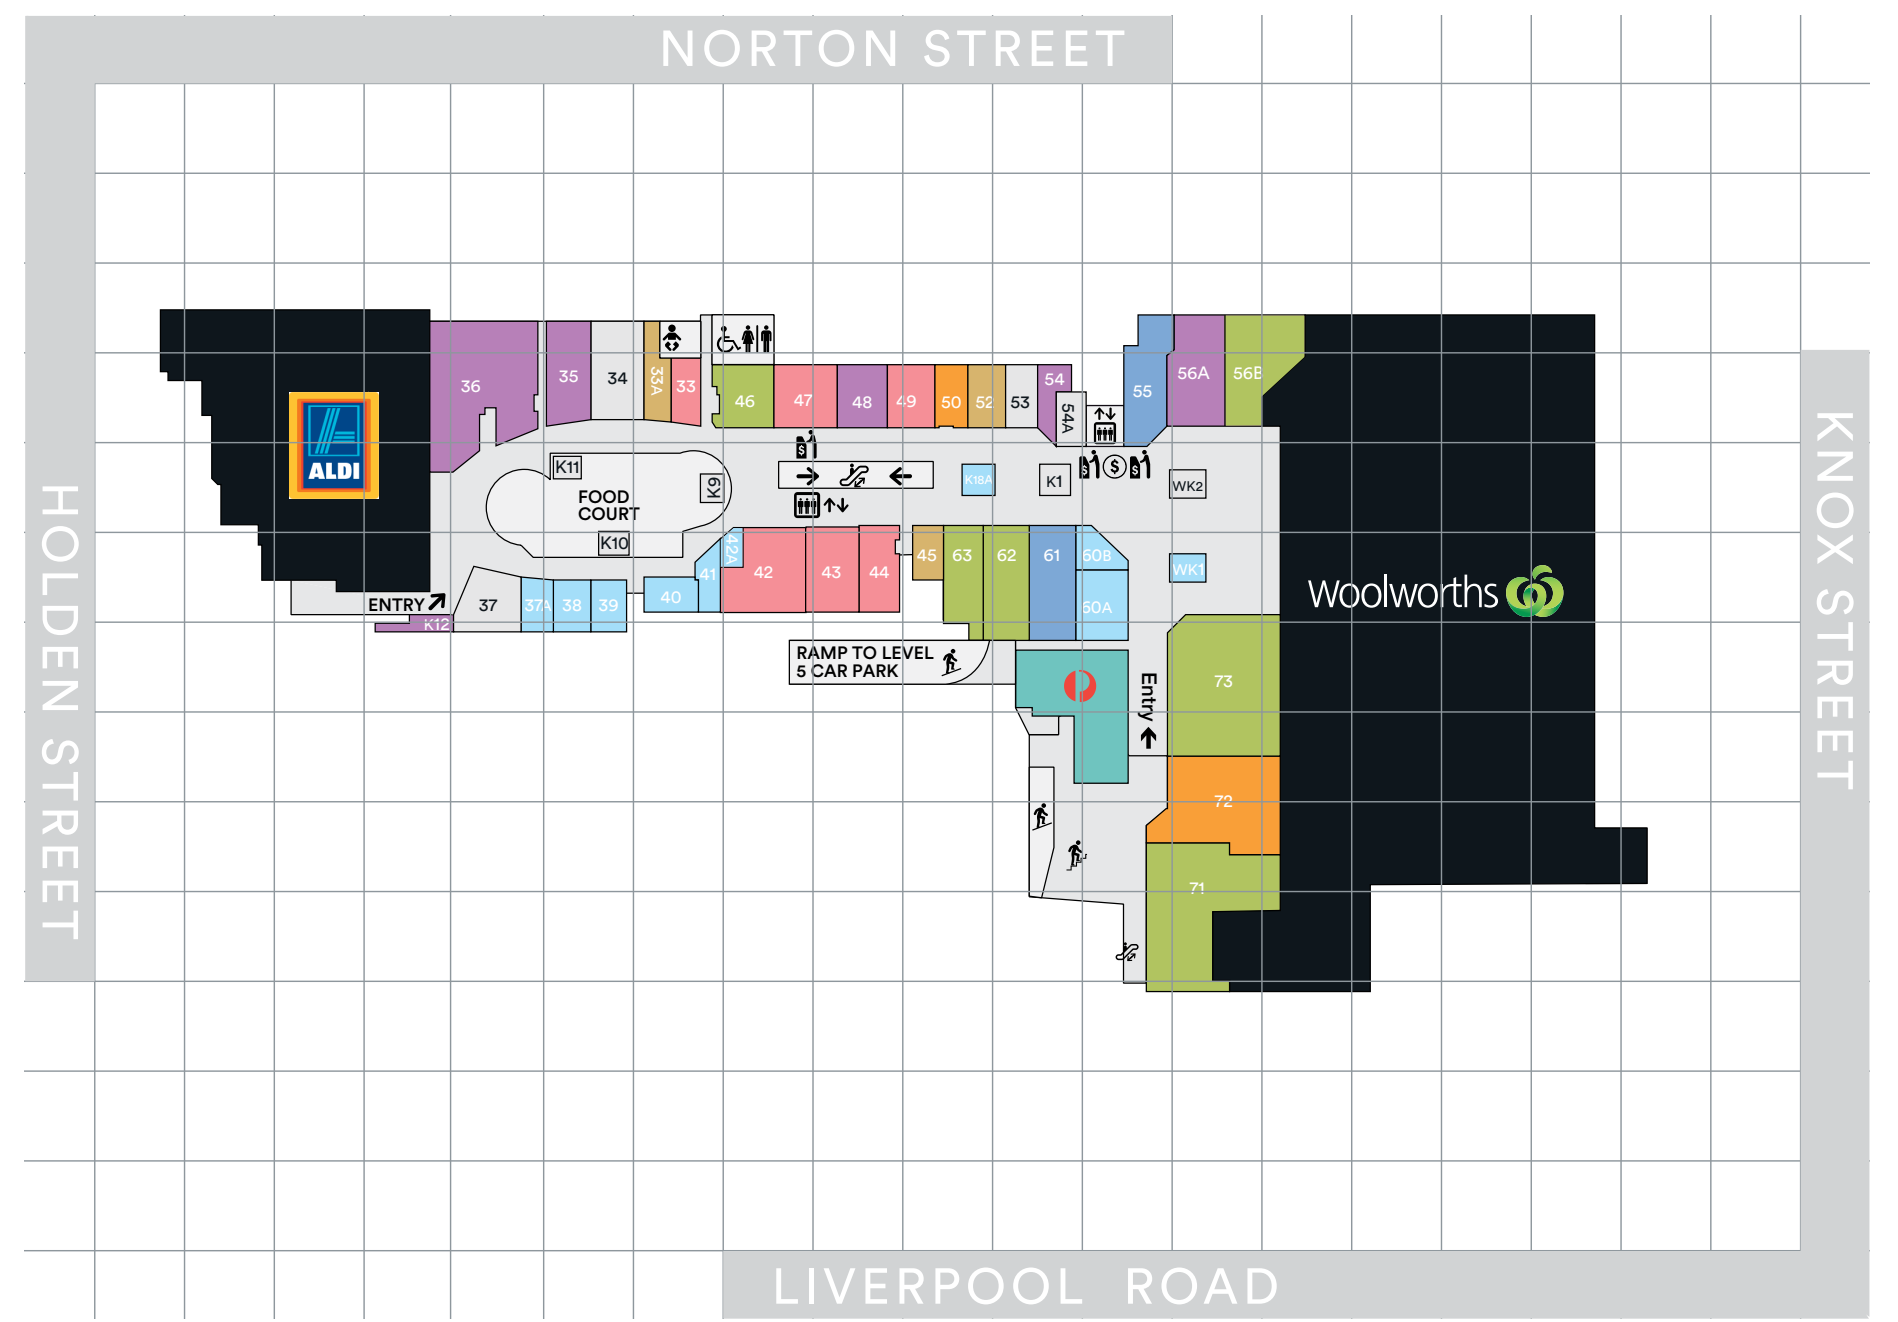 NORTON STREET
HOLDEN STREET
KNOX STREET
LIVERPOOL ROAD
ALDI
36
35
34
33A
33
46
47
48
49
50
52
53
54
54A
55
56A
56B
K11
K9
FOOD
COURT
K10
$
K18A
K1
$
$
$
WK2
WK1
ENTRY
K12
37
37A
38
39
40
41
42A
42
43
44
45
63
62
61
60B
60A
Woolworths
RAMP TO LEVEL
5 CAR PARK
Entry
73
72
71